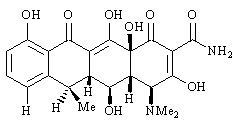 OH O OH O O
OH
NH₂
OH
H H H H
Me OH NMe₂